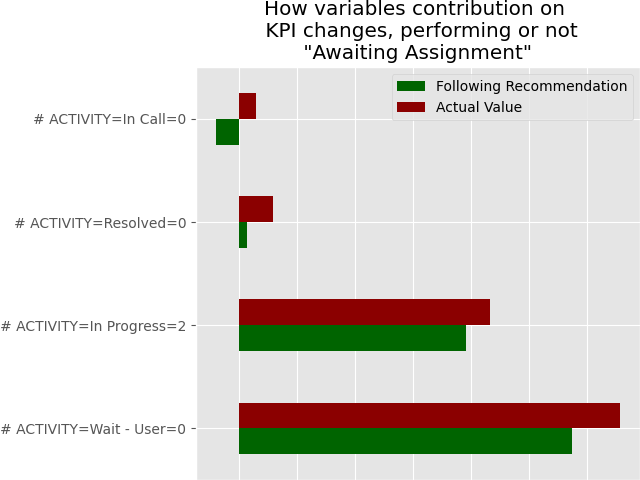 How variables contribution on
KPI changes, performing or not
"Awaiting Assignment"
Following Recommendation
Actual Value
# ACTIVITY=In Call=0
# ACTIVITY=Resolved=0
# ACTIVITY=In Progress=2
# ACTIVITY=Wait - User=0